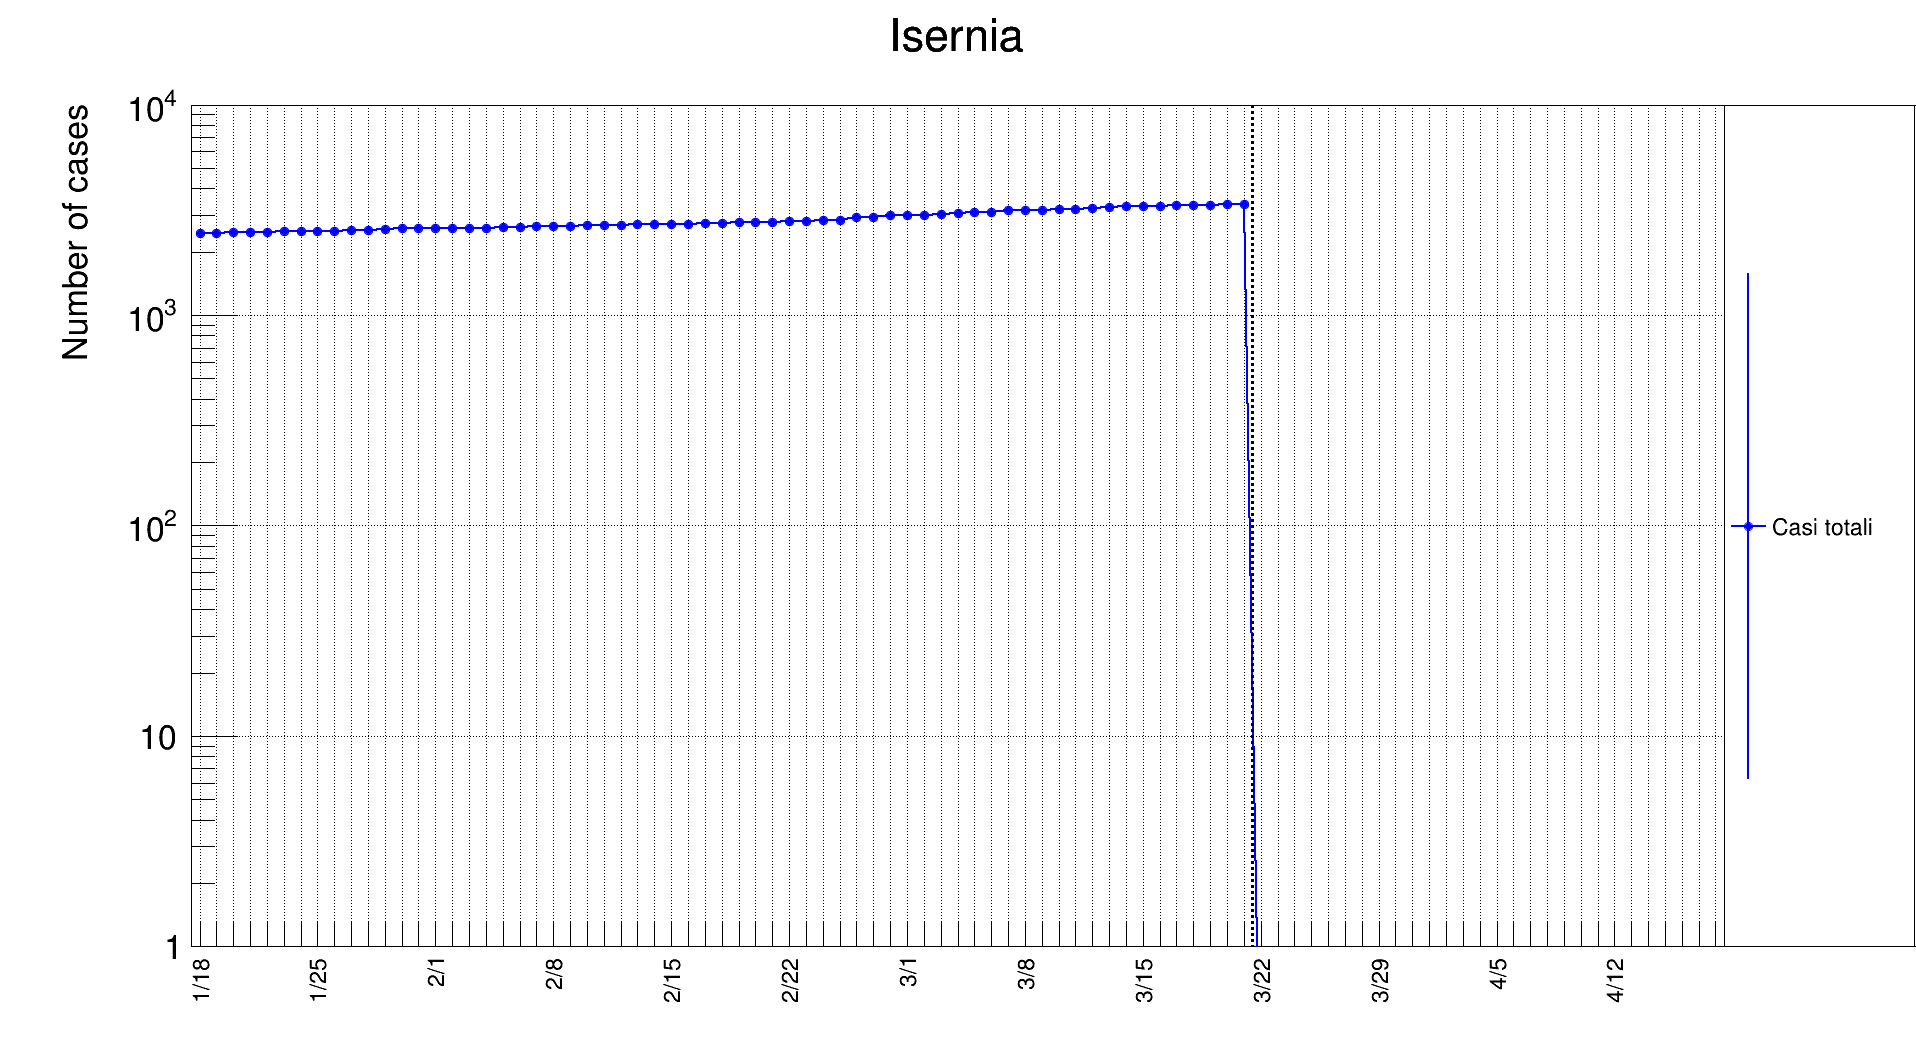 Isernia
Number of cases
10^4
10^3
10^2
10
1
1/18 1/25 2/1 2/8 2/15 2/22 3/1 3/8 3/15 3/22 3/29 4/5 4/12
Casi totali